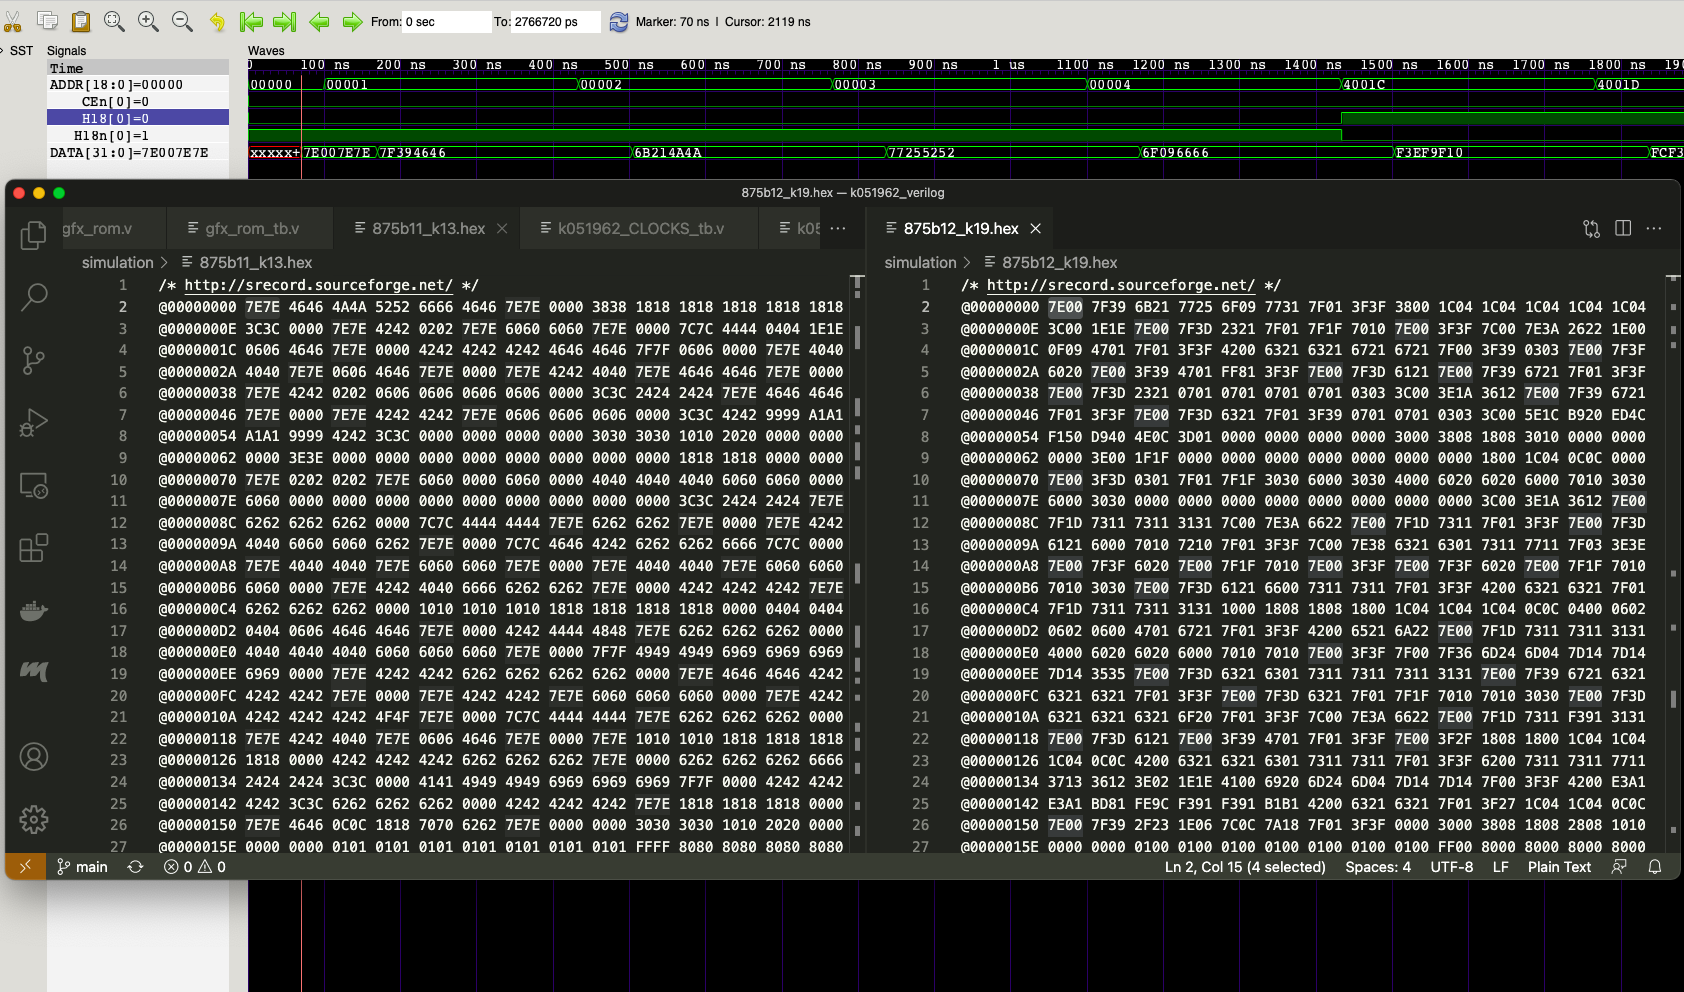 From: 0 sec To: 2766720 ps Marker: 70 ns | Cursor: 2119 ns
SST Signals Waves
Time
0 100 ns 200 ns 300 ns 400 ns 500 ns 600 ns 700 ns 800 ns 900 ns 1 us 1100 ns 1200 ns 1300 ns 1400 ns 1500 ns 1600 ns 1700 ns 1800 ns 190
ADDR[18:0]=00000 00000 00001 00002 00003 00004 4001C 4001D
CEn[0]=0
H18[0]=0
H18n[0]=1
DATA[31:0]=7E007E7E xxxxx+ 7E007E7E 7F394646 6B214A4A 77255252 6F096666 F3EF9F10 FCF3
875b12_k19.hex — k051962_verilog
gfx_rom.v gfx_rom_tb.v 875b11_k13.hex k051962_CLOCKS_tb.v k05 ... 875b12_k19.hex
simulation > 875b11_k13.hex
1 /* http://srecord.sourceforge.net/ */
2 @00000000 7E7E 4646 4A4A 5252 6666 4646 7E7E 0000 3838 1818 1818 1818 1818 1818
3 @0000000E 3C3C 0000 7E7E 4242 0202 7E7E 6060 6060 7E7E 0000 7C7C 4444 0404 1E1E
4 @0000001C 0606 4646 7E7E 0000 4242 4242 4242 4646 4646 7F7F 0606 0000 7E7E 4040
5 @0000002A 4040 7E7E 0606 4646 7E7E 0000 7E7E 4242 4040 7E7E 4646 4646 7E7E 0000
6 @00000038 7E7E 4242 0202 0606 0606 0606 0606 0000 3C3C 2424 2424 7E7E 4646 4646
7 @00000046 7E7E 0000 7E7E 4242 4242 7E7E 0606 0606 0606 0000 3C3C 4242 9999 A1A1
8 @00000054 A1A1 9999 4242 3C3C 0000 0000 0000 0000 3030 3030 1010 2020 0000 0000
9 @00000062 0000 3E3E 0000 0000 0000 0000 0000 0000 0000 0000 1818 1818 0000 0000
10 @00000070 7E7E 0202 0202 7E7E 6060 0000 6060 0000 4040 4040 4040 6060 6060 0000
11 @0000007E 6060 0000 0000 0000 0000 0000 0000 0000 0000 0000 3C3C 2424 2424 7E7E
12 @0000008C 6262 6262 6262 0000 7C7C 4444 4444 7E7E 6262 6262 7E7E 0000 7E7E 4242
13 @0000009A 4040 6060 6060 6262 7E7E 0000 7C7C 4646 4242 6262 6262 6666 7C7C 0000
14 @000000A8 7E7E 4040 4040 7E7E 6060 6060 7E7E 0000 7E7E 4040 4040 7E7E 6060 6060
15 @000000B6 6060 0000 7E7E 4242 4040 6666 6262 6262 7E7E 0000 4242 4242 4242 7E7E
16 @000000C4 6262 6262 6262 0000 1010 1010 1010 1818 1818 1818 1818 0000 0404 0404
17 @000000D2 0404 0606 4646 4646 7E7E 0000 4242 4444 4848 7E7E 6262 6262 6262 0000
18 @000000E0 4040 4040 4040 6060 6060 6060 7E7E 0000 7F7F 4949 4949 6969 6969 6969
19 @000000EE 6969 0000 7E7E 4242 4242 6262 6262 6262 6262 0000 7E7E 4646 4646 4242
20 @000000FC 4242 4242 7E7E 0000 7E7E 4242 4242 7E7E 6060 6060 6060 0000 7E7E 4242
21 @0000010A 4242 4242 4242 4F4F 7E7E 0000 7C7C 4444 4444 7E7E 6262 6262 6262 0000
22 @00000118 7E7E 4242 4040 7E7E 0606 4646 7E7E 0000 7E7E 1010 1010 1818 1818 1818
23 @00000126 1818 0000 4242 4242 4242 6262 6262 6262 7E7E 0000 6262 6262 6262 6666
24 @00000134 2424 2424 3C3C 0000 4141 4949 4949 6969 6969 6969 7F7F 0000 4242 4242
25 @00000142 4242 3C3C 6262 6262 6262 0000 4242 4242 4242 7E7E 1818 1818 1818 0000
26 @00000150 7E7E 4646 0C0C 1818 7070 6262 7E7E 0000 0000 3030 3030 1010 2020 0000
27 @0000015E 0000 0000 0101 0101 0101 0101 0101 0101 0101 FFFF 8080 8080 8080 8080
simulation > 875b12_k19.hex
1 /* http://srecord.sourceforge.net/ */
2 @00000000 7E00 7F39 6B21 7725 6F09 7731 7F01 3F3F 3800 1C04 1C04 1C04 1C04 1C04
3 @0000000E 3C00 1E1E 7E00 7F3D 2321 7F01 7F1F 7010 7E00 3F3F 7C00 7E3A 2622 1E00
4 @0000001C 0F09 4701 7F01 3F3F 4200 6321 6321 6721 6721 7F00 3F39 0303 7E00 7F3F
5 @0000002A 6020 7E00 3F39 4701 FF81 3F3F 7E00 7F3D 6121 7E00 7F39 6721 7F01 3F3F
6 @00000038 7E00 7F3D 2321 0701 0701 0701 0701 0303 3C00 3E1A 3612 7E00 7F39 6721
7 @00000046 7F01 3F3F 7E00 7F3D 6321 7F01 3F39 0701 0701 0303 3C00 5E1C B920 ED4C
8 @00000054 F151 D940 4E0C 3D01 0000 0000 0000 0000 3000 3808 1808 3010 0000 0000
9 @00000062 0000 3E00 1F1F 0000 0000 0000 0000 0000 0000 0000 1800 1C04 0C0C 0000
10 @00000070 7E00 3F3D 0301 7F01 7F1F 3030 6000 3030 4000 6020 6020 6000 7010 3030
11 @0000007E 6000 3030 0000 0000 0000 0000 0000 0000 0000 0000 3C00 3E1A 3612 7E00
12 @0000008C 7F1D 7311 7311 3131 7C00 7E3A 6622 7E00 7F1D 7311 7F01 3F3F 7E00 7F3D
13 @0000009A 6121 6000 7010 7210 7F01 3F3F 7C00 7E38 6321 6301 7311 7711 7F03 3E3E
14 @000000A8 7E00 7F3F 6020 7E00 7F1F 7010 7E00 3F3F 7E00 7F3F 6020 7E00 7F1F 7010
15 @000000B6 7010 3030 7E00 7F3D 6121 6600 7311 7311 7F01 3F3F 4200 6321 6321 7F01
16 @000000C4 7F1D 7311 7311 3131 1000 1808 1808 1800 1C04 1C04 1C04 0C0C 0400 0602
17 @000000D2 0602 0600 4701 6721 7F01 3F3F 4200 6521 6A22 7E00 7F1D 7311 7311 3131
18 @000000E0 4000 6020 6020 6000 7010 7010 7E00 3F3F 7F00 7F36 6D24 6D04 7D14 7D14
19 @000000EE 7D14 3535 7E00 7F3D 6321 6301 7311 7311 7311 3131 7E00 7F39 6721 6321
20 @000000FC 6321 6321 7F01 3F3F 7E00 7F3D 6321 7F01 7F1F 7010 7010 3030 7E00 7F3D
21 @0000010A 6321 6321 6321 6F20 7F01 3F3F 7C00 7E3A 6622 7E00 7F1D 7311 F391 3131
22 @00000118 7E00 7F3D 6121 7E00 3F39 4701 7F01 3F3F 7E00 3F2F 1808 1800 1C04 1C04
23 @00000126 1C04 0C0C 4200 6321 6321 6301 7311 7311 7F01 3F3F 6200 7311 7311 7711
24 @00000134 3713 3612 3E02 1E1E 4100 6920 6D24 6D04 7D14 7D14 7F00 3F3F 4200 E3A1
25 @00000142 E3A1 BD81 FE9C F391 F391 B1B1 4200 6321 6321 7F01 3F27 1C04 1C04 0C0C
26 @00000150 7E00 7F39 2F23 1E06 7C0C 7A18 7F01 3F3F 0000 3000 3808 1808 2808 1010
27 @0000015E 0000 0000 0100 0100 0100 0100 0100 0100 0100 FF00 8000 8000 8000 8000
main 0 0 Ln 2, Col 15 (4 selected) Spaces: 4 UTF-8 LF Plain Text